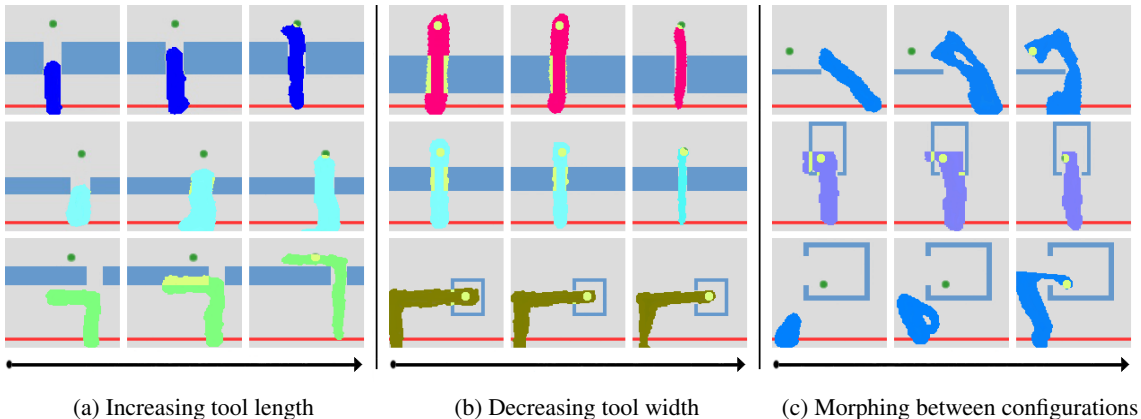 (a) Increasing tool length
(b) Decreasing tool width
(c) Morphing between configurations